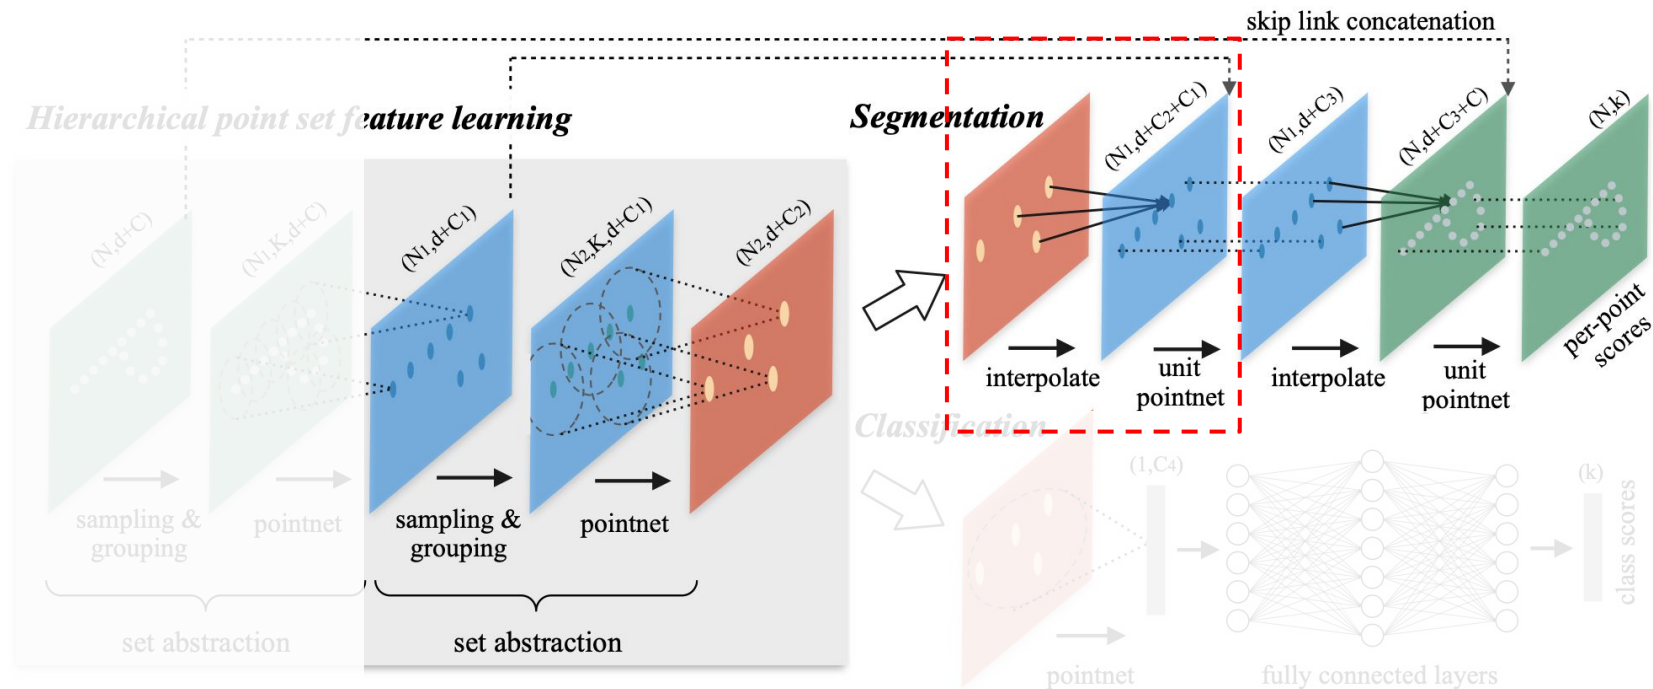 skip link concatenation
Hierarchical point set feature learning
Segmentation
(N,d+C)
(N1,K,d+C)
(N1,d+C1)
(N2,K,d+C1)
(N2,d+C2)
(N1,d+C2+C1)
(N1,d+C3)
(N,d+C3+C)
(N,k)
per-point
scores
interpolate
unit
pointnet
interpolate
unit
pointnet
sampling &
grouping
pointnet
sampling &
grouping
pointnet
set abstraction
set abstraction
Classification
(1,C4)
(k)
class scores
pointnet
fully connected layers